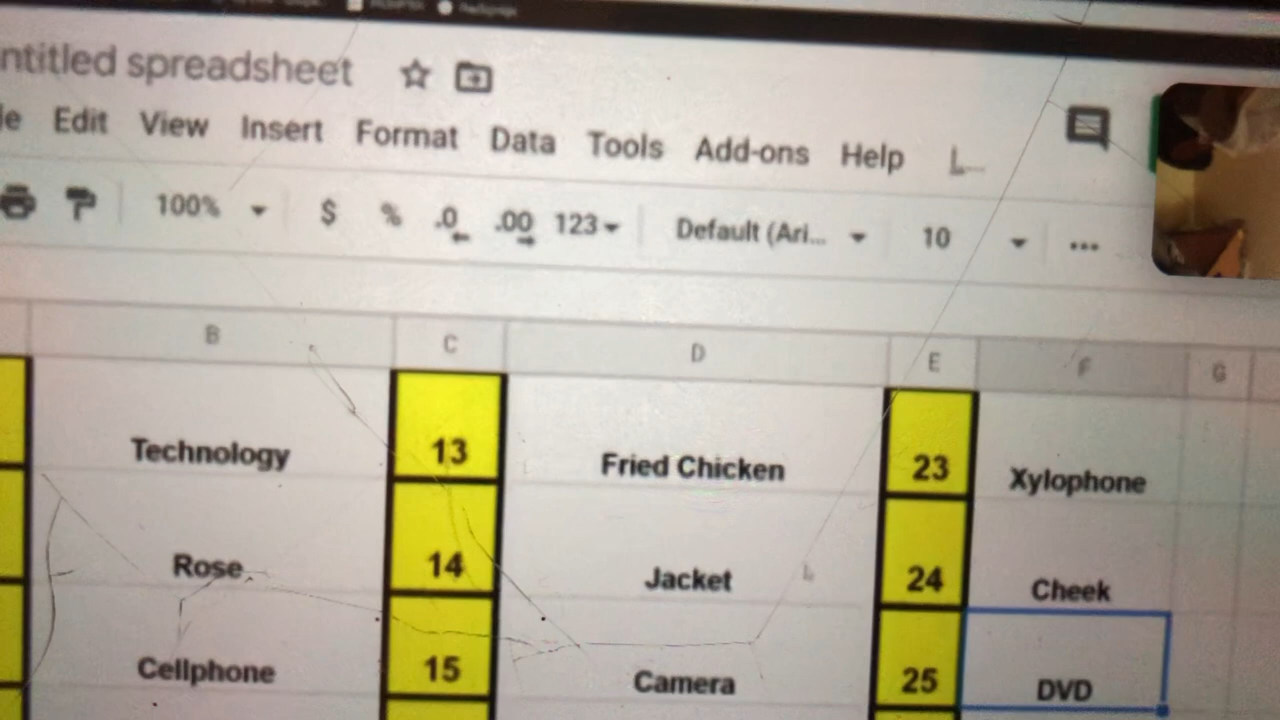 ntitled spreadsheet
le Edit View Insert Format Data Tools Add-ons Help L...
100% $ % .0 .00 123 Default (Ari... 10 ...
B C D E F G
Technology 13 Fried Chicken 23 Xylophone
Rose 14 Jacket 24 Cheek
Cellphone 15 Camera 25 DVD